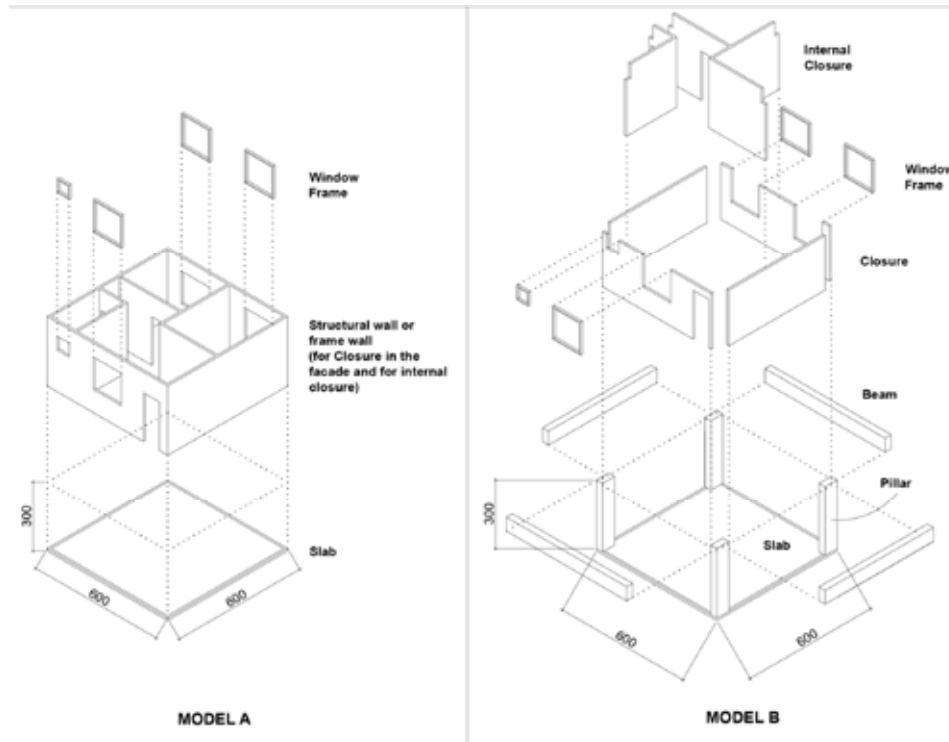 Window
Frame
Structural wall or
frame wall
(for Closure in the
facade and for internal
closure)
300
Slab
600
600
MODEL A
Internal
Closure
Window
Frame
Closure
Beam
Pillar
300
Slab
600
600
MODEL B